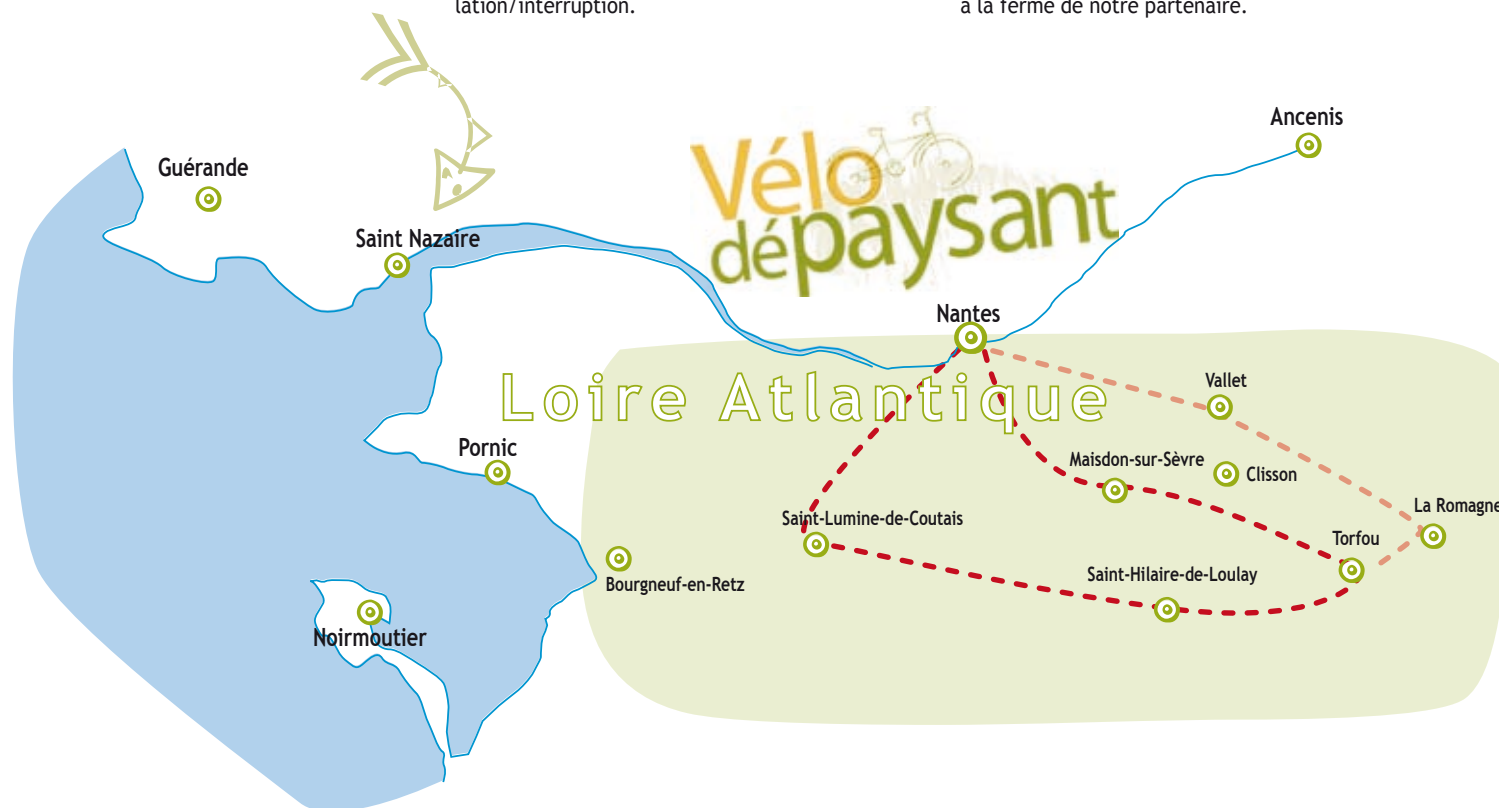 lation/interruption.
à la ferme de notre partenaire.
Ancenis
Guérande
Vélo
dépaysant
Saint Nazaire
Nantes
Loire Atlantique
Vallet
Pornic
Maisdon-sur-Sèvre
Clisson
La Romagne
Saint-Lumine-de-Coutais
Torfou
Saint-Hilaire-de-Loulay
Bourgneuf-en-Retz
Noirmoutier